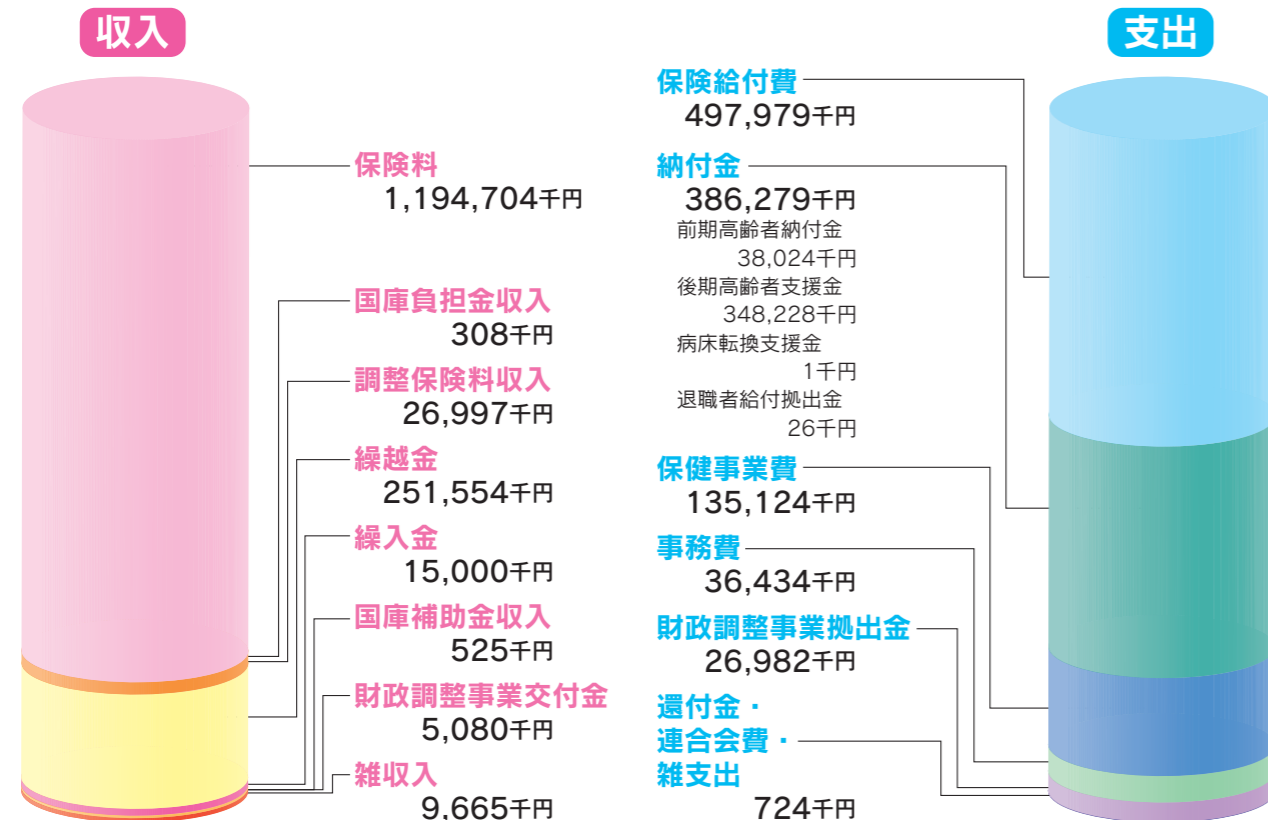 収入
保険料
1,194,704千円
国庫負担金収入
308千円
調整保険料収入
26,997千円
繰越金
251,554千円
繰入金
15,000千円
国庫補助金収入
525千円
財政調整事業交付金
5,080千円
雑収入
9,665千円
支出
保険給付費
497,979千円
納付金
386,279千円
前期高齢者納付金
38,024千円
後期高齢者支援金
348,228千円
病床転換支援金
1千円
退職者給付拠出金
26千円
保健事業費
135,124千円
事務費
36,434千円
財政調整事業拠出金
26,982千円
還付金・
連合会費・
雑支出
724千円